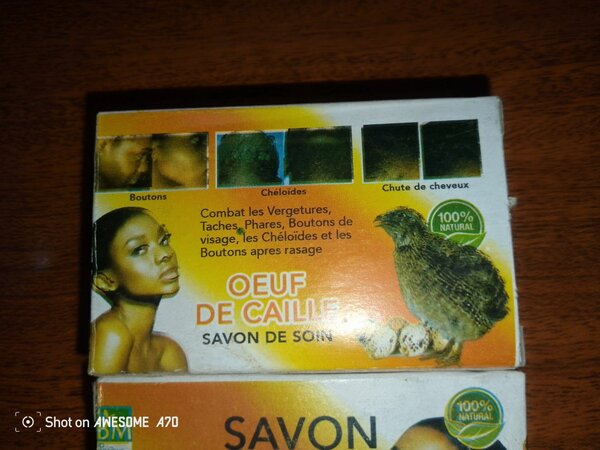 Boutons
Chéloïdes
Chute de cheveux
Combat les Vergetures,
Taches, Phares, Boutons de
visage, les Chéloïdes et les
Boutons apres rasage
100%
NATURAL
OEUF
DE CAILLE
SAVON DE SOIN
100%
NATURAL
BM
SAVON
Shot on AWESOME A70